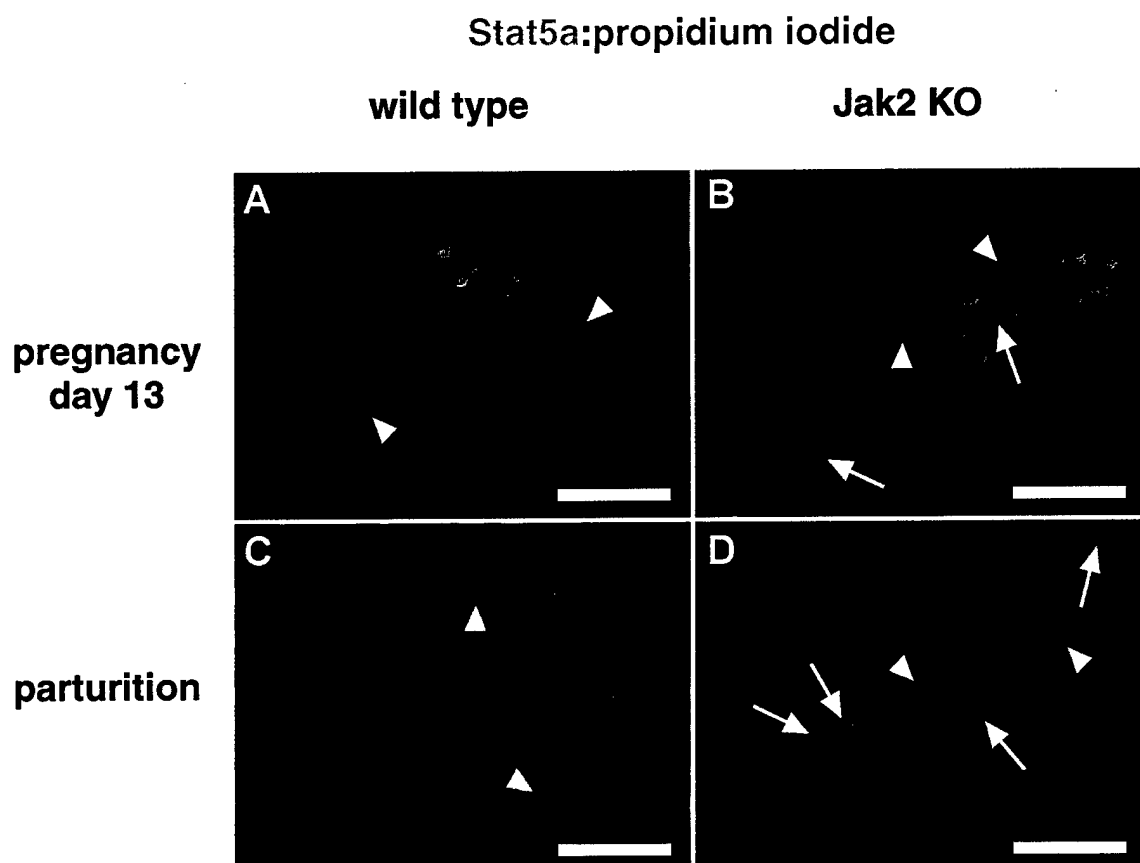 Stat5a:propidium iodide
wild type
Jak2 KO
A
B
pregnancy
day 13
C
D
parturition